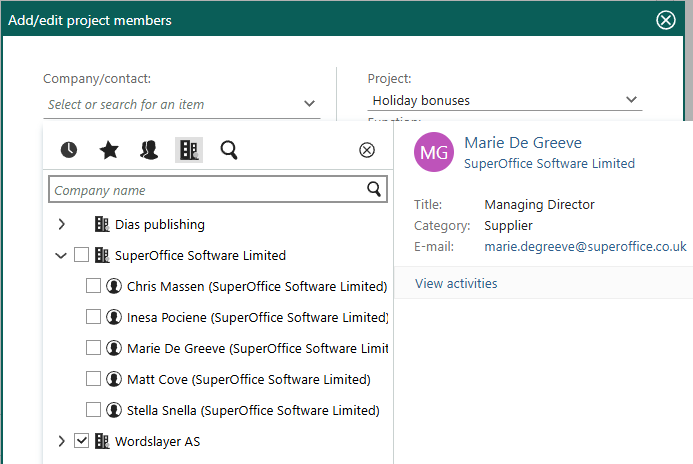 Add/edit project members
Company/contact:
Select or search for an item
Project:
Holiday bonuses
Function:
Company name
Dias publishing
SuperOffice Software Limited
Chris Massen (SuperOffice Software Limited)
Inesa Pociene (SuperOffice Software Limited)
Marie De Greeve (SuperOffice Software Limit
Matt Cove (SuperOffice Software Limited)
Stella Snella (SuperOffice Software Limited)
Wordslayer AS
MG
Marie De Greeve
SuperOffice Software Limited
Title: Managing Director
Category: Supplier
E-mail: marie.degreeve@superoffice.co.uk
View activities